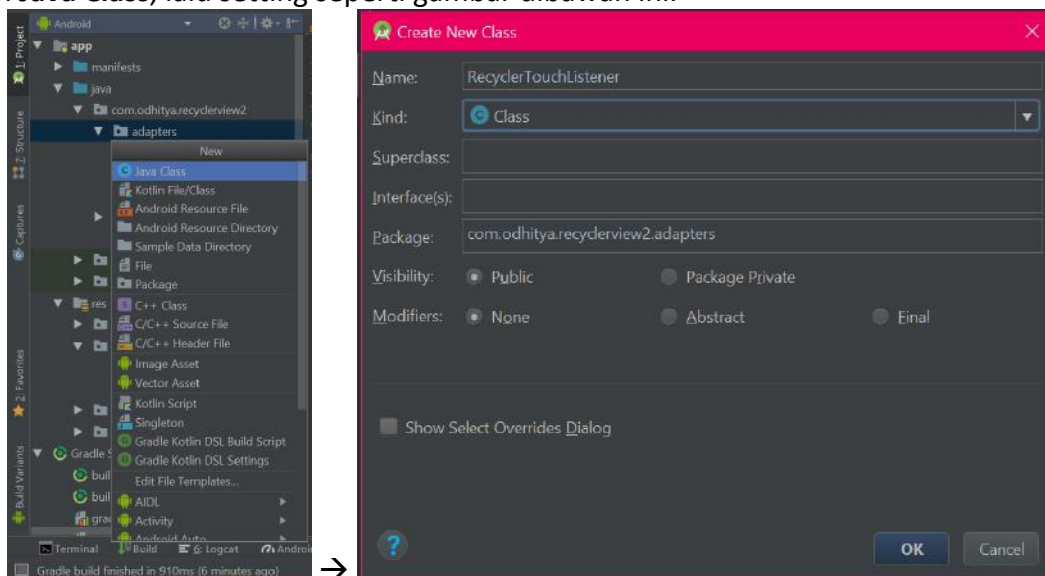 Android
app
manifests
java
com.odhitya.recyclerview2
adapters
New
Java Class
Kotlin File/Class
Android Resource File
Android Resource Directory
Sample Data Directory
File
Package
res
C++ Class
C/C++ Source File
C/C++ Header File
Image Asset
Vector Asset
Kotlin Script
Singleton
Gradle Kotlin DSL Build Script
Gradle
Gradle Kotlin DSL Settings
Edit File Templates...
AIDL
Activity
Android Auto
1: Project
7: Structure
Captures
2: Favorites
Build Variants
Terminal
Build
6: Logcat
Gradle build finished in 910ms (6 minutes ago)
→
Create New Class
Name: RecyclerTouchListener
Kind: Class
Superclass:
Interface(s):
Package: com.odhitya.recyclerview2.adapters
Visibility: Public Package Private
Modifiers: None Abstract Final
Show Select Overrides Dialog
?
OK Cancel